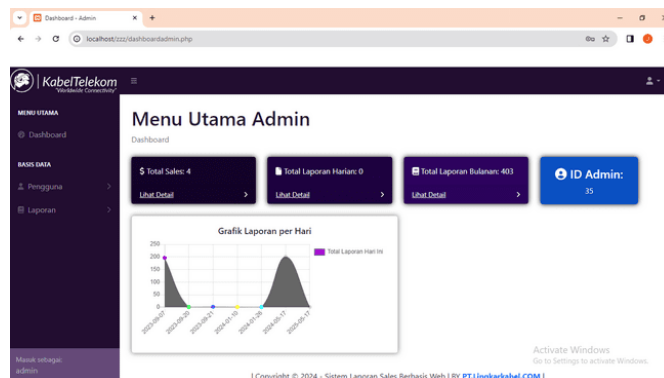 Dashboard - Admin
localhost/zzz/dashboardadmin.php
KabelTelekom
"Worldwide Connectivity"
MENU UTAMA
Dashboard
BASIS DATA
Pengguna
Laporan
Masuk sebagai:
admin
Menu Utama Admin
Dashboard
$ Total Sales: 4
Lihat Detail
Total Laporan Harian: 0
Lihat Detail
Total Laporan Bulanan: 403
Lihat Detail
ID Admin:
35
Grafik Laporan per Hari
Total Laporan Hari Ini
250
200
150
100
50
0
2023-09-07
2023-09-20
2023-09-21
2024-01-10
2024-01-26
2024-05-17
2025-05-17
Activate Windows
Go to Settings to activate Windows.
| Copyright © 2024 - Sistem Laporan Sales Berbasis Web | BY PT.Lingkarkabel.COM |